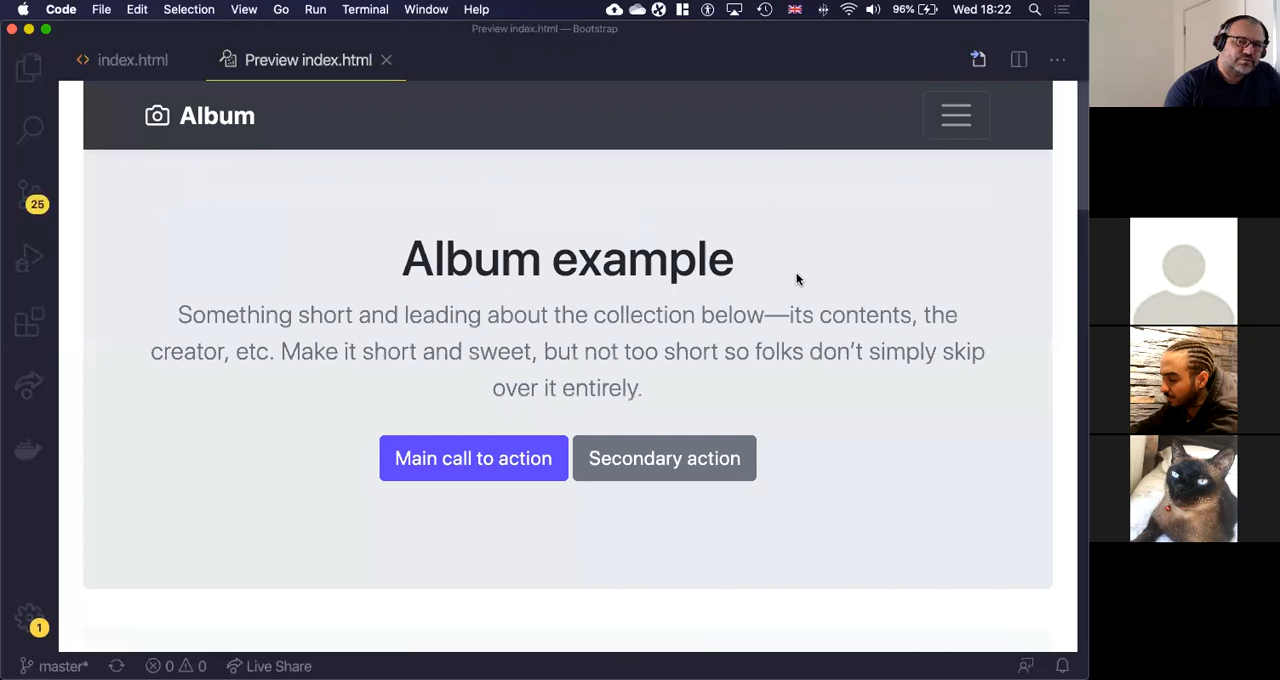 Code File Edit Selection View Go Run Terminal Window Help 96% Wed 18:22
Preview index.html — Bootstrap
index.html Preview index.html
Album
Album example
Something short and leading about the collection below—its contents, the
creator, etc. Make it short and sweet, but not too short so folks don’t simply skip
over it entirely.
Main call to action Secondary action
25
1
master* 0 0 Live Share